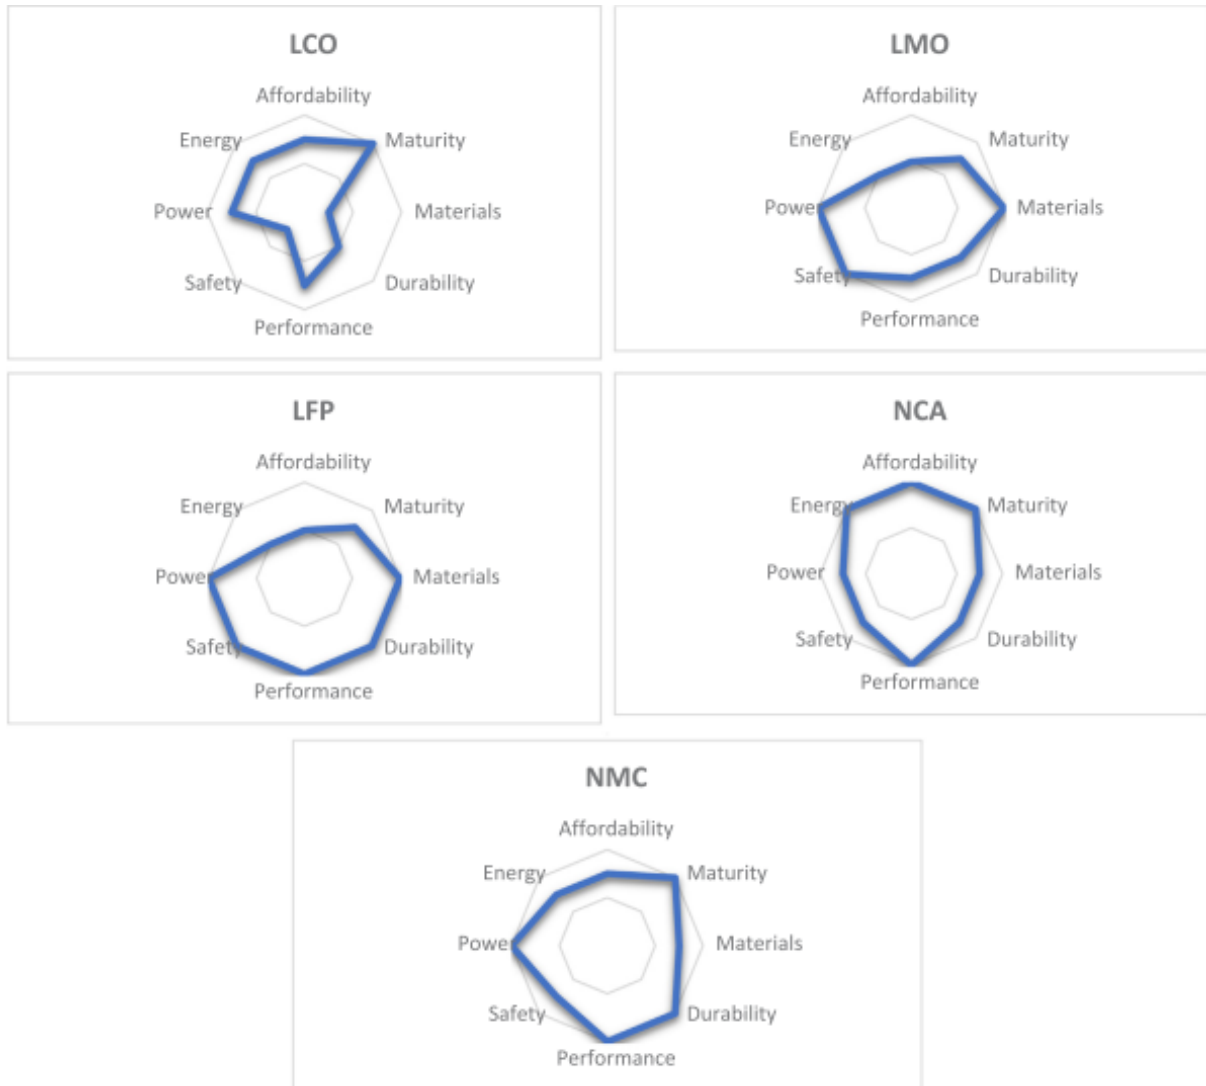 LCO
Affordability
Energy
Maturity
Power
Materials
Safety
Durability
Performance
LMO
Affordability
Energy
Maturity
Power
Materials
Safety
Durability
Performance
LFP
Affordability
Energy
Maturity
Power
Materials
Safety
Durability
Performance
NCA
Affordability
Energy
Maturity
Power
Materials
Safety
Durability
Performance
NMC
Affordability
Energy
Maturity
Power
Materials
Safety
Durability
Performance